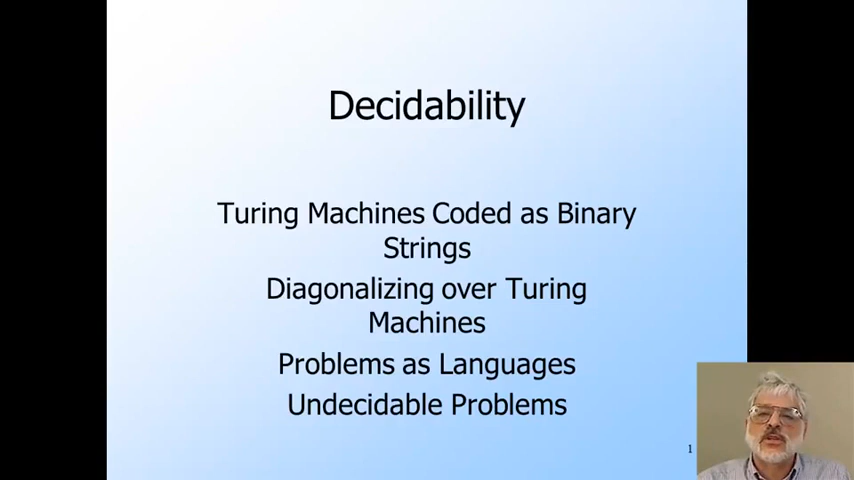 Decidability
Turing Machines Coded as Binary
Strings
Diagonalizing over Turing
Machines
Problems as Languages
Undecidable Problems
1